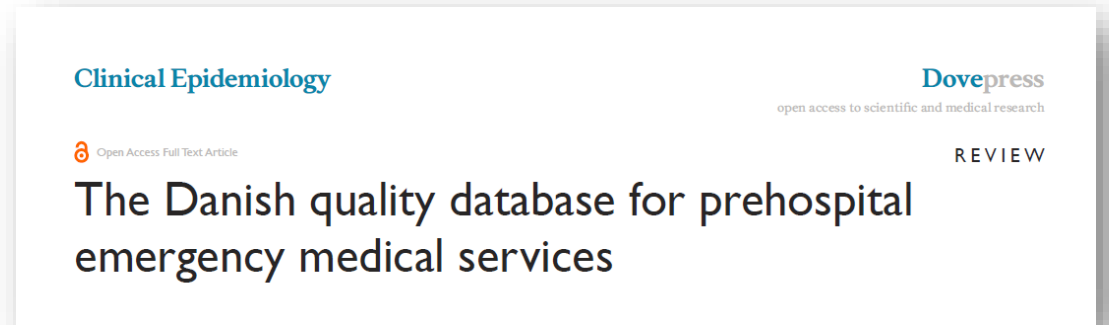 Clinical Epidemiology
Dovepress
open access to scientific and medical research
Open Access Full Text Article
REVIEW
The Danish quality database for prehospital
emergency medical services